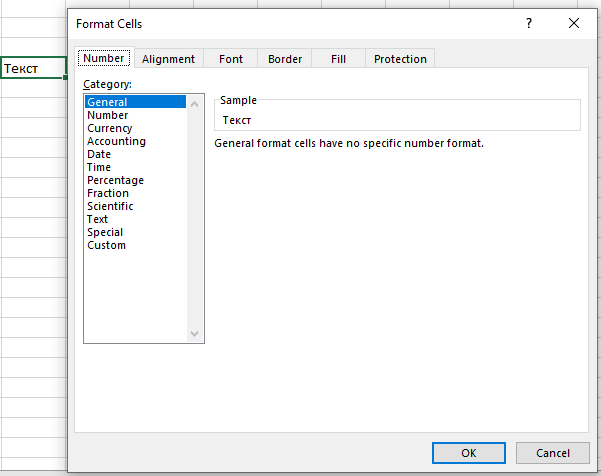 Format Cells
?
Number Alignment Font Border Fill Protection
Текст
Category:
General
Number
Currency
Accounting
Date
Time
Percentage
Fraction
Scientific
Text
Special
Custom
Sample
Текст
General format cells have no specific number format.
OK Cancel